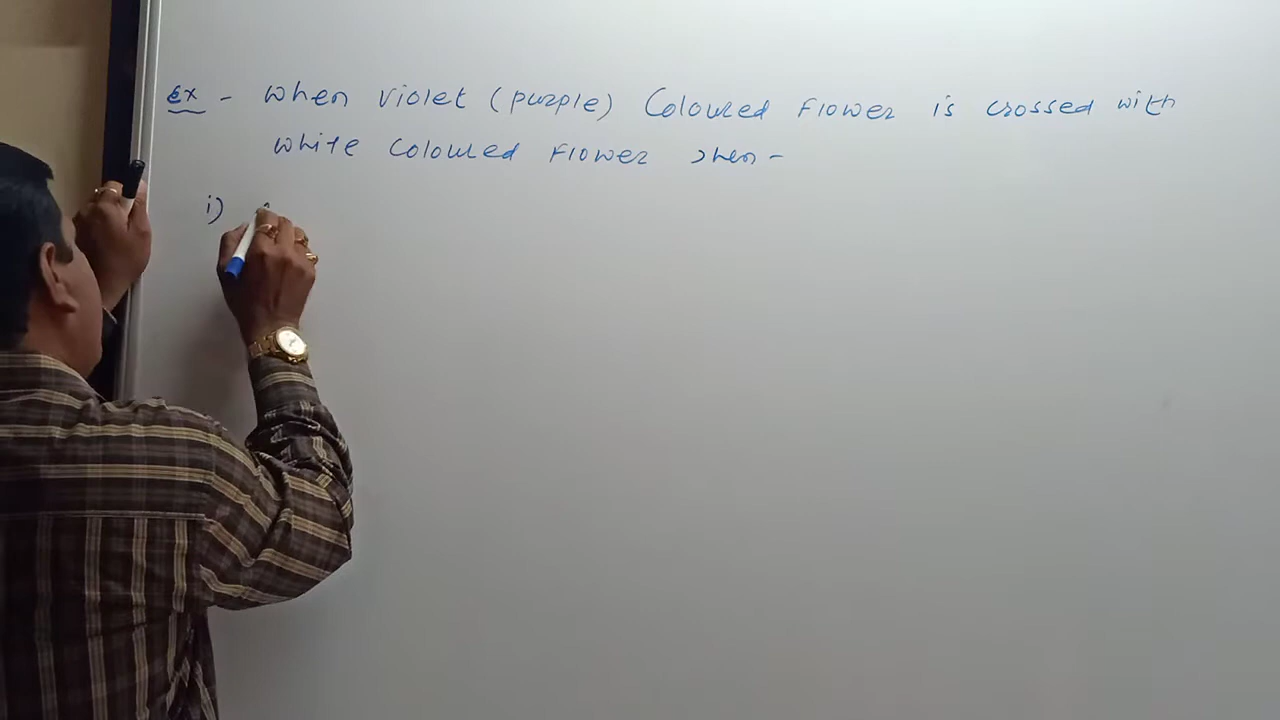 Ex - When violet (purple) coloured flower is crossed with
white coloured flower then -
i)